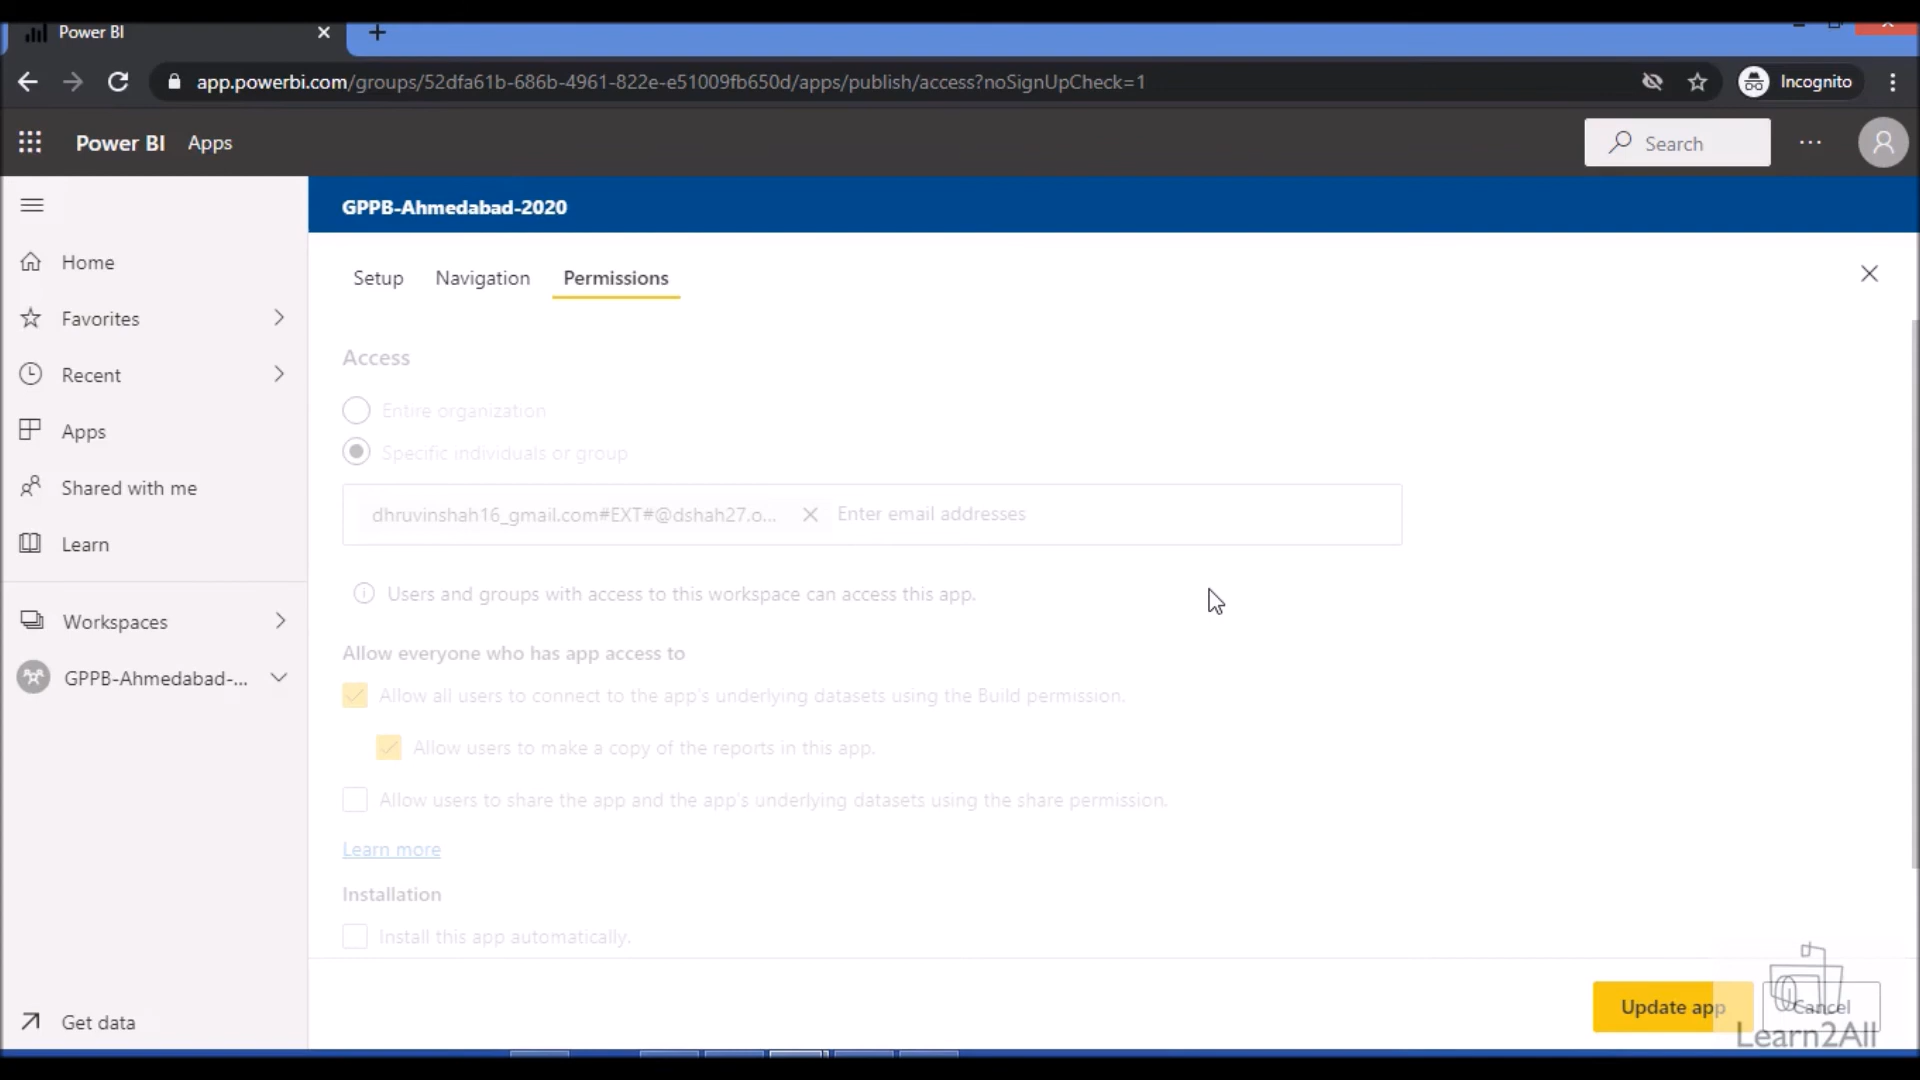 Power BI
app.powerbi.com/groups/52dfa61b-686b-4961-822e-e51009fb650d/apps/publish/access?noSignUpCheck=1
Incognito
Power BI Apps
Search
GPPB-Ahmedabad-2020
Home
Favorites
Recent
Apps
Shared with me
Learn
Workspaces
GPPB-Ahmedabad-...
Get data
Setup Navigation Permissions
Access
Entire organization
Specific individuals or group
dhruvinshah16_gmail.com#EXT#@dshah27.o... Enter email addresses
Users and groups with access to this workspace can access this app.
Allow everyone who has app access to
Allow all users to connect to the app's underlying datasets using the Build permission.
Allow users to make a copy of the reports in this app.
Allow users to share the app and the app's underlying datasets using the share permission.
Learn more
Installation
Install this app automatically.
Update app Cancel
Learn2All